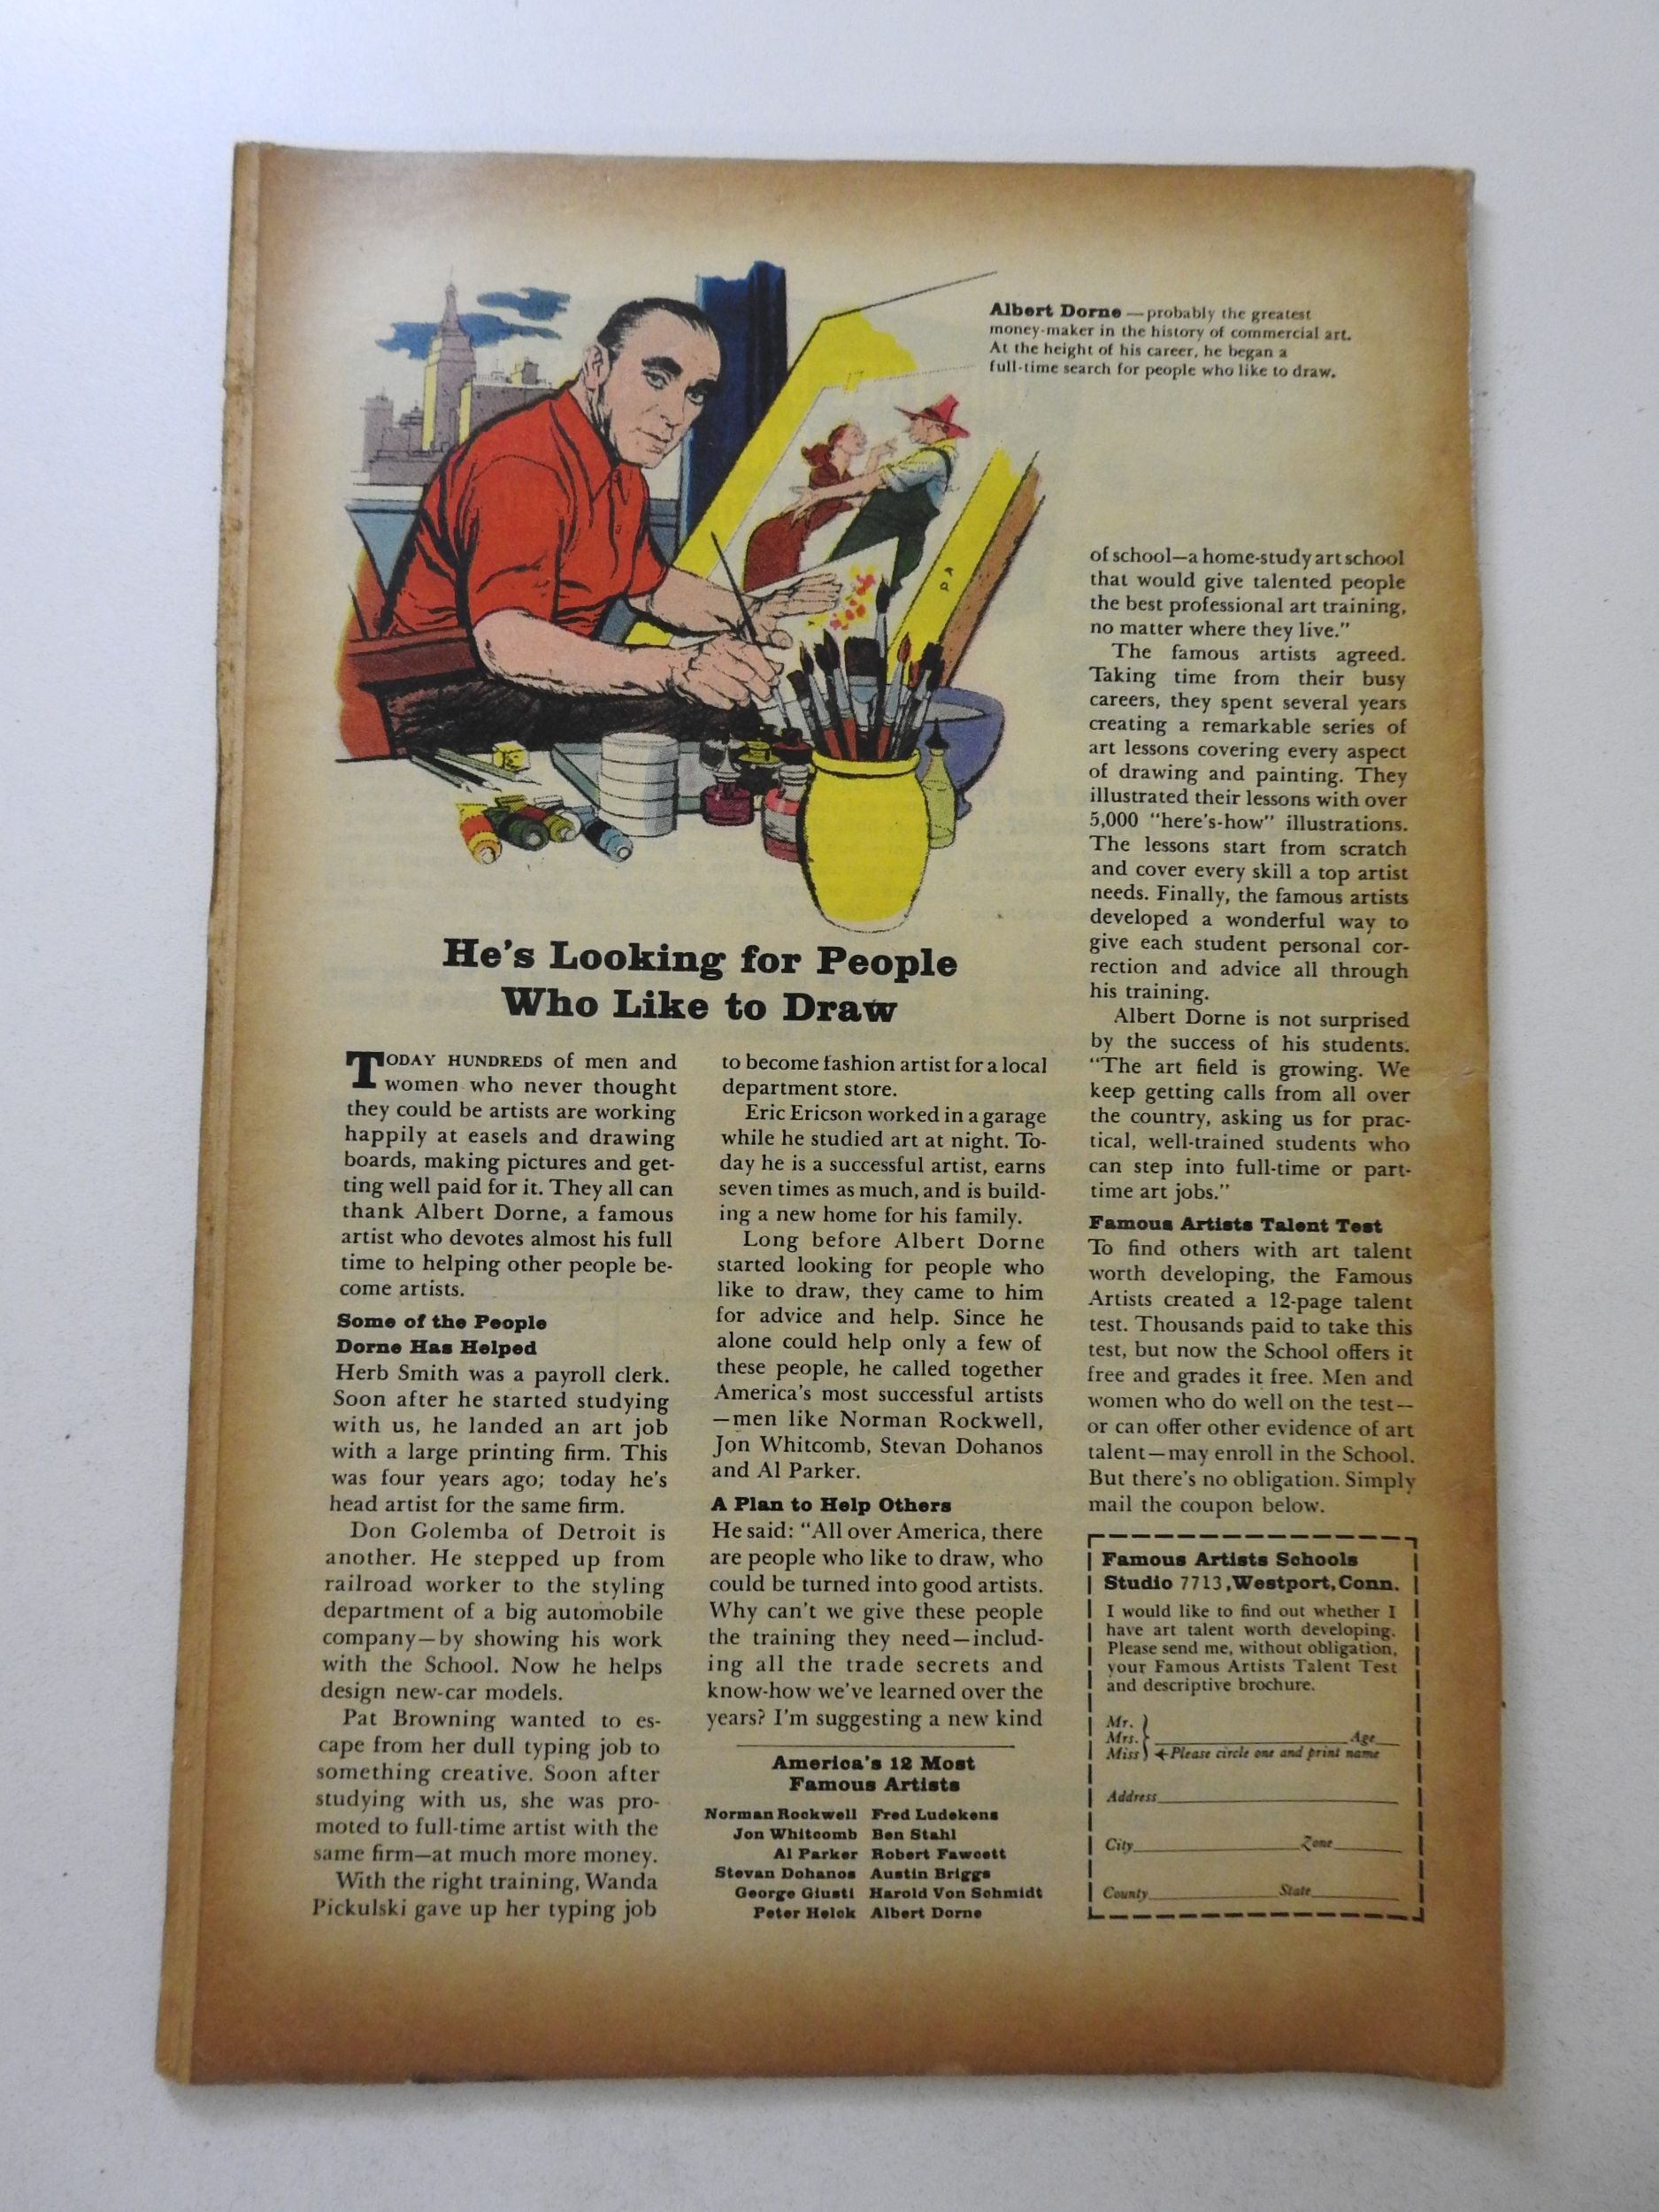 Albert Dorne — probably the greatest
money-maker in the history of commercial art.
At the height of his career, he began a
full-time search for people who like to draw.
He's Looking for People
Who Like to Draw
TODAY HUNDREDS of men and
women who never thought
they could be artists are working
happily at easels and drawing
boards, making pictures and get-
ting well paid for it. They all can
thank Albert Dorne, a famous
artist who devotes almost his full
time to helping other people be-
come artists.
Some of the People
Dorne Has Helped
Herb Smith was a payroll clerk.
Soon after he started studying
with us, he landed an art job
with a large printing firm. This
was four years ago; today he's
head artist for the same firm.
Don Golemba of Detroit is
another. He stepped up from
railroad worker to the styling
department of a big automobile
company—by showing his work
with the School. Now he helps
design new-car models.
Pat Browning wanted to es-
cape from her dull typing job to
something creative. Soon after
studying with us, she was pro-
moted to full-time artist with the
same firm—at much more money.
With the right training, Wanda
Pickulski gave up her typing job
to become fashion artist for a local
department store.
Eric Ericson worked in a garage
while he studied art at night. To-
day he is a successful artist, earns
seven times as much, and is build-
ing a new home for his family.
Long before Albert Dorne
started looking for people who
like to draw, they came to him
for advice and help. Since he
alone could help only a few of
these people, he called together
America's most successful artists
—men like Norman Rockwell,
Jon Whitcomb, Stevan Dohanos
and Al Parker.
A Plan to Help Others
He said: "All over America, there
are people who like to draw, who
could be turned into good artists.
Why can't we give these people
the training they need—includ-
ing all the trade secrets and
know-how we've learned over the
years? I'm suggesting a new kind
America's 12 Most
Famous Artists
Norman Rockwell Fred Ludekens
Jon Whitcomb Ben Stahl
Al Parker Robert Fawcett
Stevan Dohanos Austin Briggs
George Giusti Harold Von Schmidt
Peter Helck Albert Dorne
of school—a home-study art school
that would give talented people
the best professional art training,
no matter where they live."
The famous artists agreed.
Taking time from their busy
careers, they spent several years
creating a remarkable series of
art lessons covering every aspect
of drawing and painting. They
illustrated their lessons with over
5,000 "here's-how" illustrations.
The lessons start from scratch
and cover every skill a top artist
needs. Finally, the famous artists
developed a wonderful way to
give each student personal cor-
rection and advice all through
his training.
Albert Dorne is not surprised
by the success of his students.
"The art field is growing. We
keep getting calls from all over
the country, asking us for prac-
tical, well-trained students who
can step into full-time or part-
time art jobs."
Famous Artists Talent Test
To find others with art talent
worth developing, the Famous
Artists created a 12-page talent
test. Thousands paid to take this
test, but now the School offers it
free and grades it free. Men and
women who do well on the test—
or can offer other evidence of art
talent—may enroll in the School.
But there's no obligation. Simply
mail the coupon below.
Famous Artists Schools
Studio 7713, Westport, Conn.
I would like to find out whether I
have art talent worth developing.
Please send me, without obligation,
your Famous Artists Talent Test
and descriptive brochure.
Mr.
Mrs. Age
Miss Please circle one and print name
Address
City Zone
County State